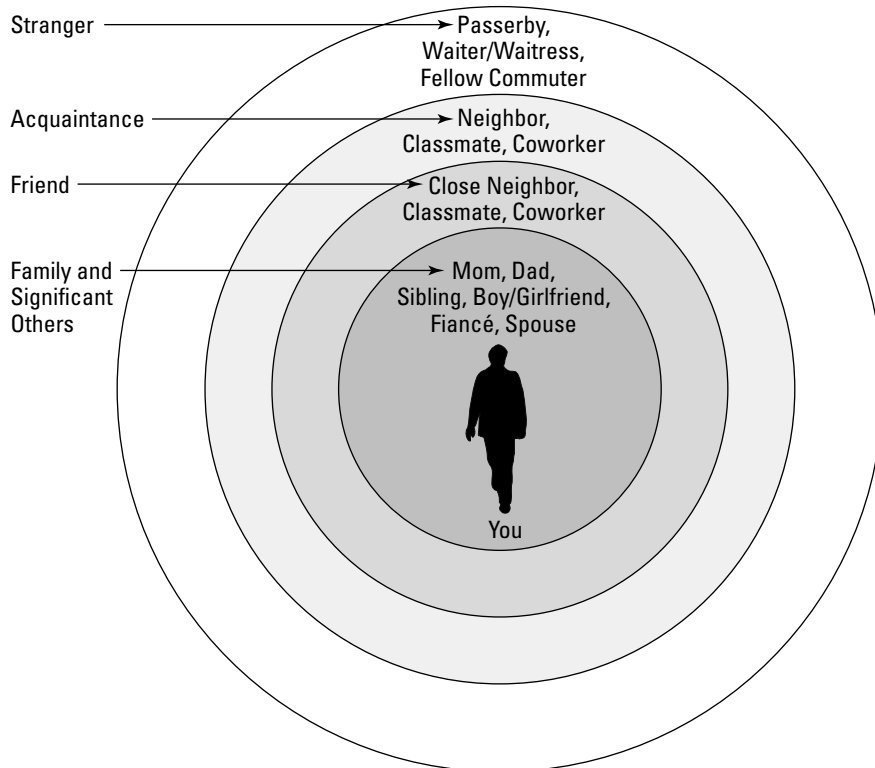 Stranger
Passerby,
Waiter/Waitress,
Fellow Commuter
Acquaintance
Neighbor,
Classmate, Coworker
Friend
Close Neighbor,
Classmate, Coworker
Family and
Significant
Others
Mom, Dad,
Sibling, Boy/Girlfriend,
Fiancé, Spouse
You